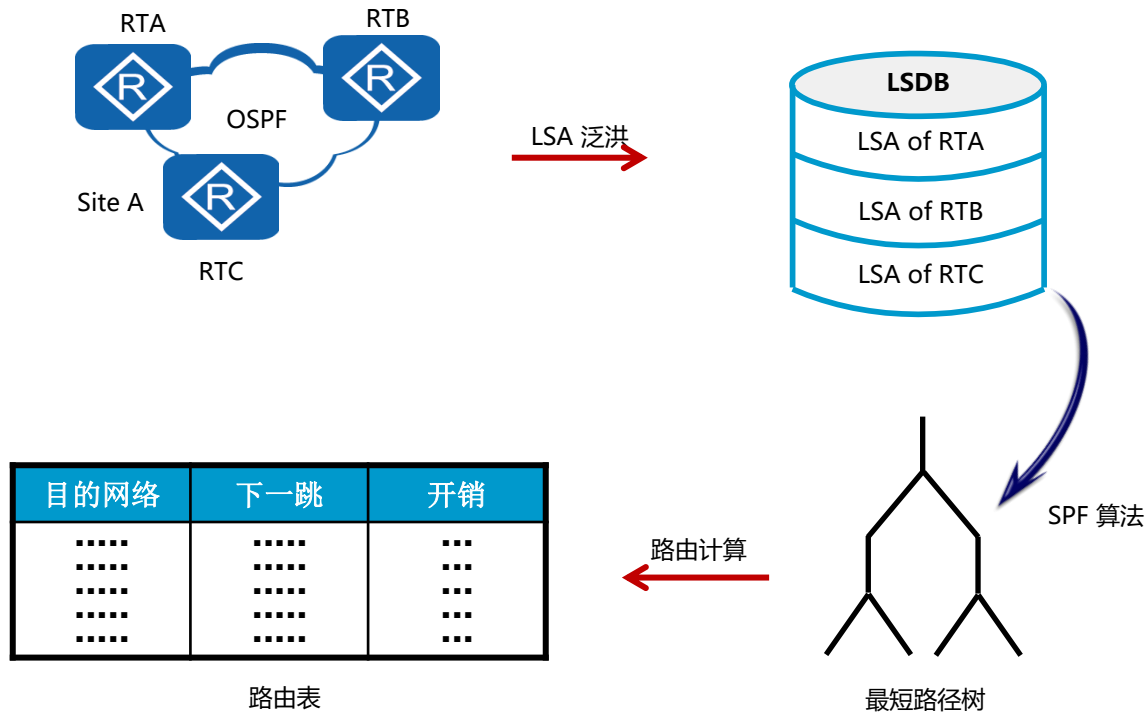 RTA
RTB
R
R
OSPF
R
Site A
RTC
LSA 泛洪
LSDB
LSA of RTA
LSA of RTB
LSA of RTC
SPF 算法
最短路径树
路由计算
目的网络 下一跳 开销
▪▪▪▪▪ ▪▪▪▪▪ ▪▪▪
▪▪▪▪▪ ▪▪▪▪▪ ▪▪▪
▪▪▪▪▪ ▪▪▪▪▪ ▪▪▪
▪▪▪▪▪ ▪▪▪▪▪ ▪▪▪
▪▪▪▪▪ ▪▪▪▪▪ ▪▪▪
路由表